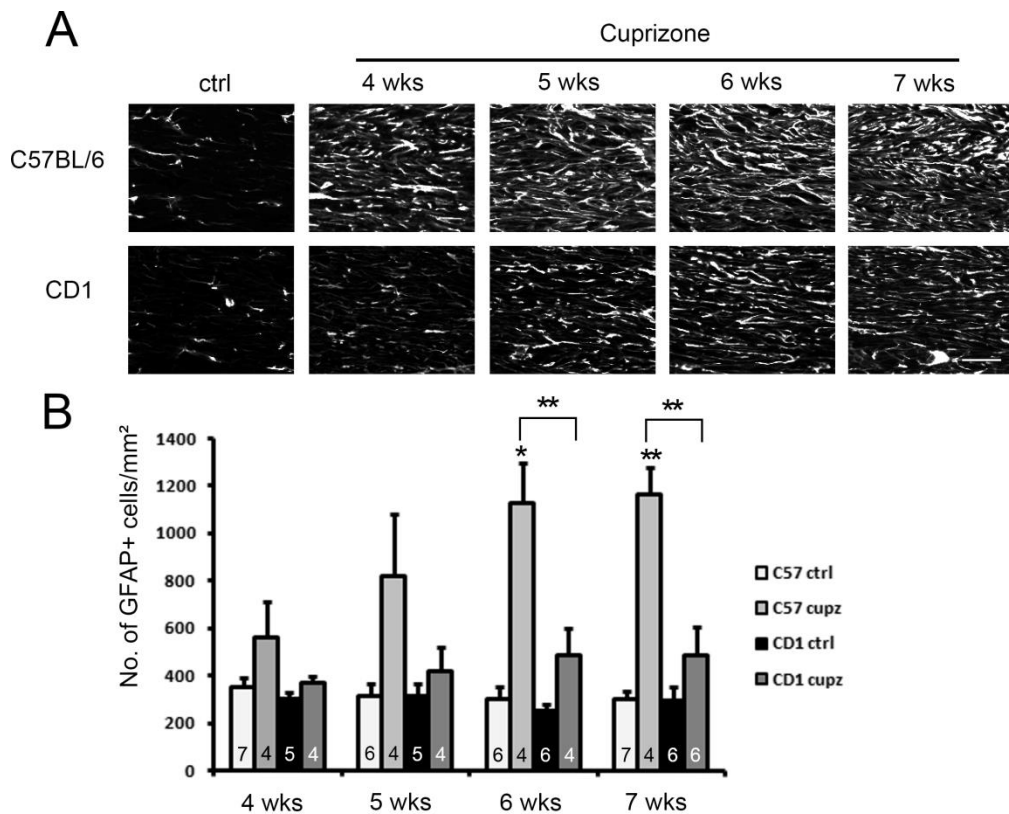 A
Cuprizone
ctrl 4 wks 5 wks 6 wks 7 wks
C57BL/6
CD1
B
** **
* **
No. of GFAP+ cells/mm²
1400
1200
1000
800
600
400
200
0
C57 ctrl
C57 cupz
CD1 ctrl
CD1 cupz
7 4 5 4 6 4 5 4 6 4 6 4 7 4 6 6
4 wks 5 wks 6 wks 7 wks